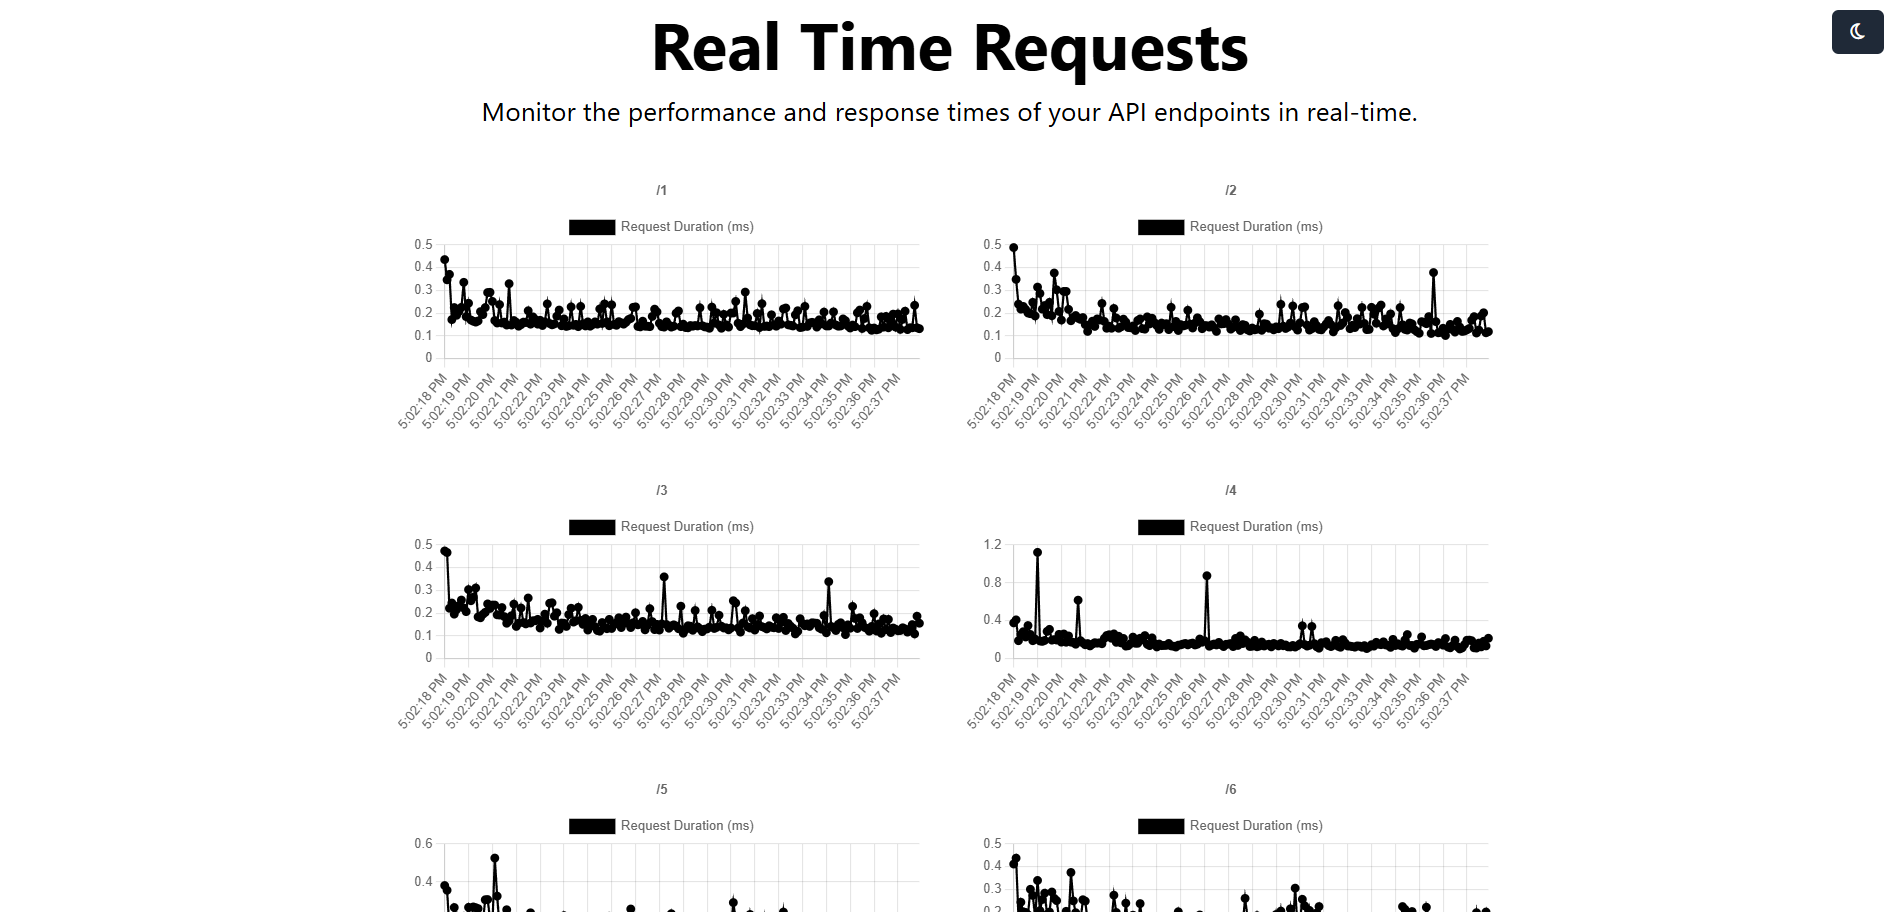 Real Time Requests
Monitor the performance and response times of your API endpoints in real-time.
/1
Request Duration (ms)
0.5
0.4
0.3
0.2
0.1
0
5:02:18 PM
5:02:19 PM
5:02:20 PM
5:02:21 PM
5:02:22 PM
5:02:23 PM
5:02:24 PM
5:02:25 PM
5:02:26 PM
5:02:27 PM
5:02:28 PM
5:02:29 PM
5:02:30 PM
5:02:31 PM
5:02:32 PM
5:02:33 PM
5:02:34 PM
5:02:35 PM
5:02:36 PM
5:02:37 PM
/2
Request Duration (ms)
0.5
0.4
0.3
0.2
0.1
0
5:02:18 PM
5:02:19 PM
5:02:20 PM
5:02:21 PM
5:02:22 PM
5:02:23 PM
5:02:24 PM
5:02:25 PM
5:02:26 PM
5:02:27 PM
5:02:28 PM
5:02:29 PM
5:02:30 PM
5:02:31 PM
5:02:32 PM
5:02:33 PM
5:02:34 PM
5:02:35 PM
5:02:36 PM
5:02:37 PM
/3
Request Duration (ms)
0.5
0.4
0.3
0.2
0.1
0
5:02:18 PM
5:02:19 PM
5:02:20 PM
5:02:21 PM
5:02:22 PM
5:02:23 PM
5:02:24 PM
5:02:25 PM
5:02:26 PM
5:02:27 PM
5:02:28 PM
5:02:29 PM
5:02:30 PM
5:02:31 PM
5:02:32 PM
5:02:33 PM
5:02:34 PM
5:02:35 PM
5:02:36 PM
5:02:37 PM
/4
Request Duration (ms)
1.2
0.8
0.4
0
5:02:18 PM
5:02:19 PM
5:02:20 PM
5:02:21 PM
5:02:22 PM
5:02:23 PM
5:02:24 PM
5:02:25 PM
5:02:26 PM
5:02:27 PM
5:02:28 PM
5:02:29 PM
5:02:30 PM
5:02:31 PM
5:02:32 PM
5:02:33 PM
5:02:34 PM
5:02:35 PM
5:02:36 PM
5:02:37 PM
/5
Request Duration (ms)
0.6
0.4
/6
Request Duration (ms)
0.5
0.4
0.3
0.2